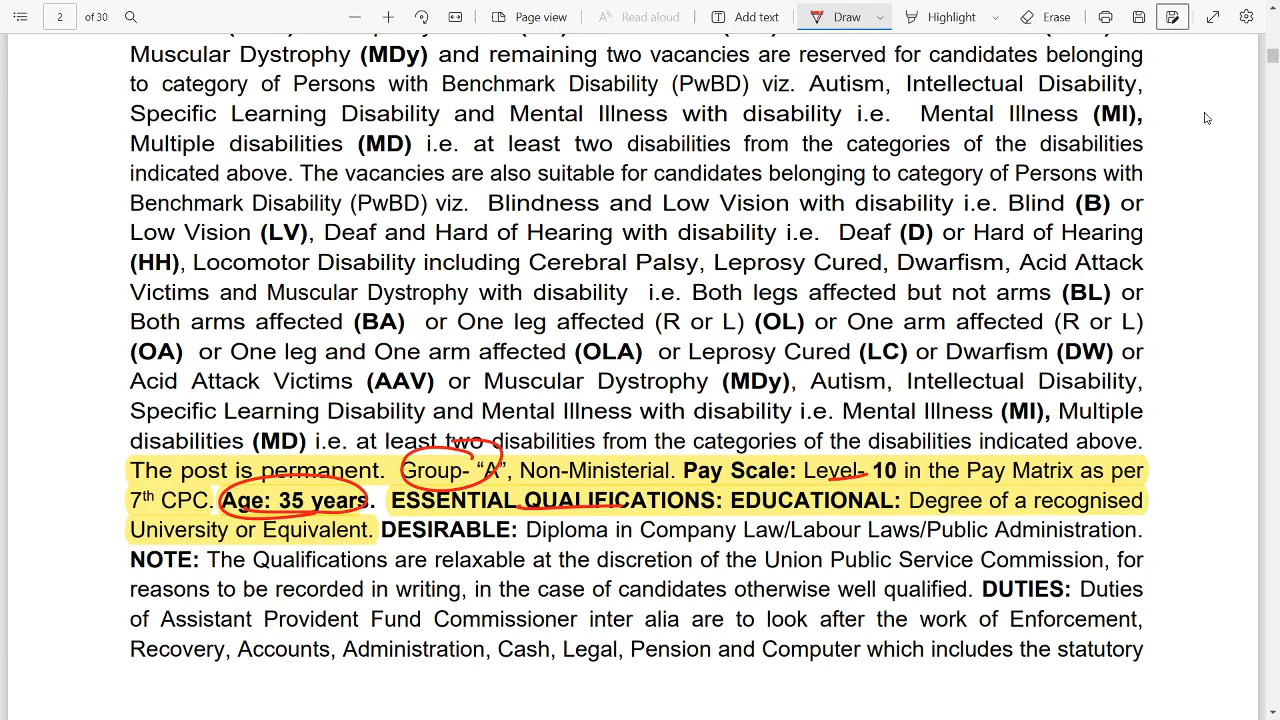 2 of 30 Page view Read aloud Add text Draw Highlight Erase
Muscular Dystrophy (MDy) and remaining two vacancies are reserved for candidates belonging
to category of Persons with Benchmark Disability (PwBD) viz. Autism, Intellectual Disability,
Specific Learning Disability and Mental Illness with disability i.e. Mental Illness (MI),
Multiple disabilities (MD) i.e. at least two disabilities from the categories of the disabilities
indicated above. The vacancies are also suitable for candidates belonging to category of Persons with
Benchmark Disability (PwBD) viz. Blindness and Low Vision with disability i.e. Blind (B) or
Low Vision (LV), Deaf and Hard of Hearing with disability i.e. Deaf (D) or Hard of Hearing
(HH), Locomotor Disability including Cerebral Palsy, Leprosy Cured, Dwarfism, Acid Attack
Victims and Muscular Dystrophy with disability i.e. Both legs affected but not arms (BL) or
Both arms affected (BA) or One leg affected (R or L) (OL) or One arm affected (R or L)
(OA) or One leg and One arm affected (OLA) or Leprosy Cured (LC) or Dwarfism (DW) or
Acid Attack Victims (AAV) or Muscular Dystrophy (MDy), Autism, Intellectual Disability,
Specific Learning Disability and Mental Illness with disability i.e. Mental Illness (MI), Multiple
disabilities (MD) i.e. at least two disabilities from the categories of the disabilities indicated above.
The post is permanent. Group- “A”, Non-Ministerial. Pay Scale: Level- 10 in the Pay Matrix as per
7th CPC. Age: 35 years. ESSENTIAL QUALIFICATIONS: EDUCATIONAL: Degree of a recognised
University or Equivalent. DESIRABLE: Diploma in Company Law/Labour Laws/Public Administration.
NOTE: The Qualifications are relaxable at the discretion of the Union Public Service Commission, for
reasons to be recorded in writing, in the case of candidates otherwise well qualified. DUTIES: Duties
of Assistant Provident Fund Commissioner inter alia are to look after the work of Enforcement,
Recovery, Accounts, Administration, Cash, Legal, Pension and Computer which includes the statutory